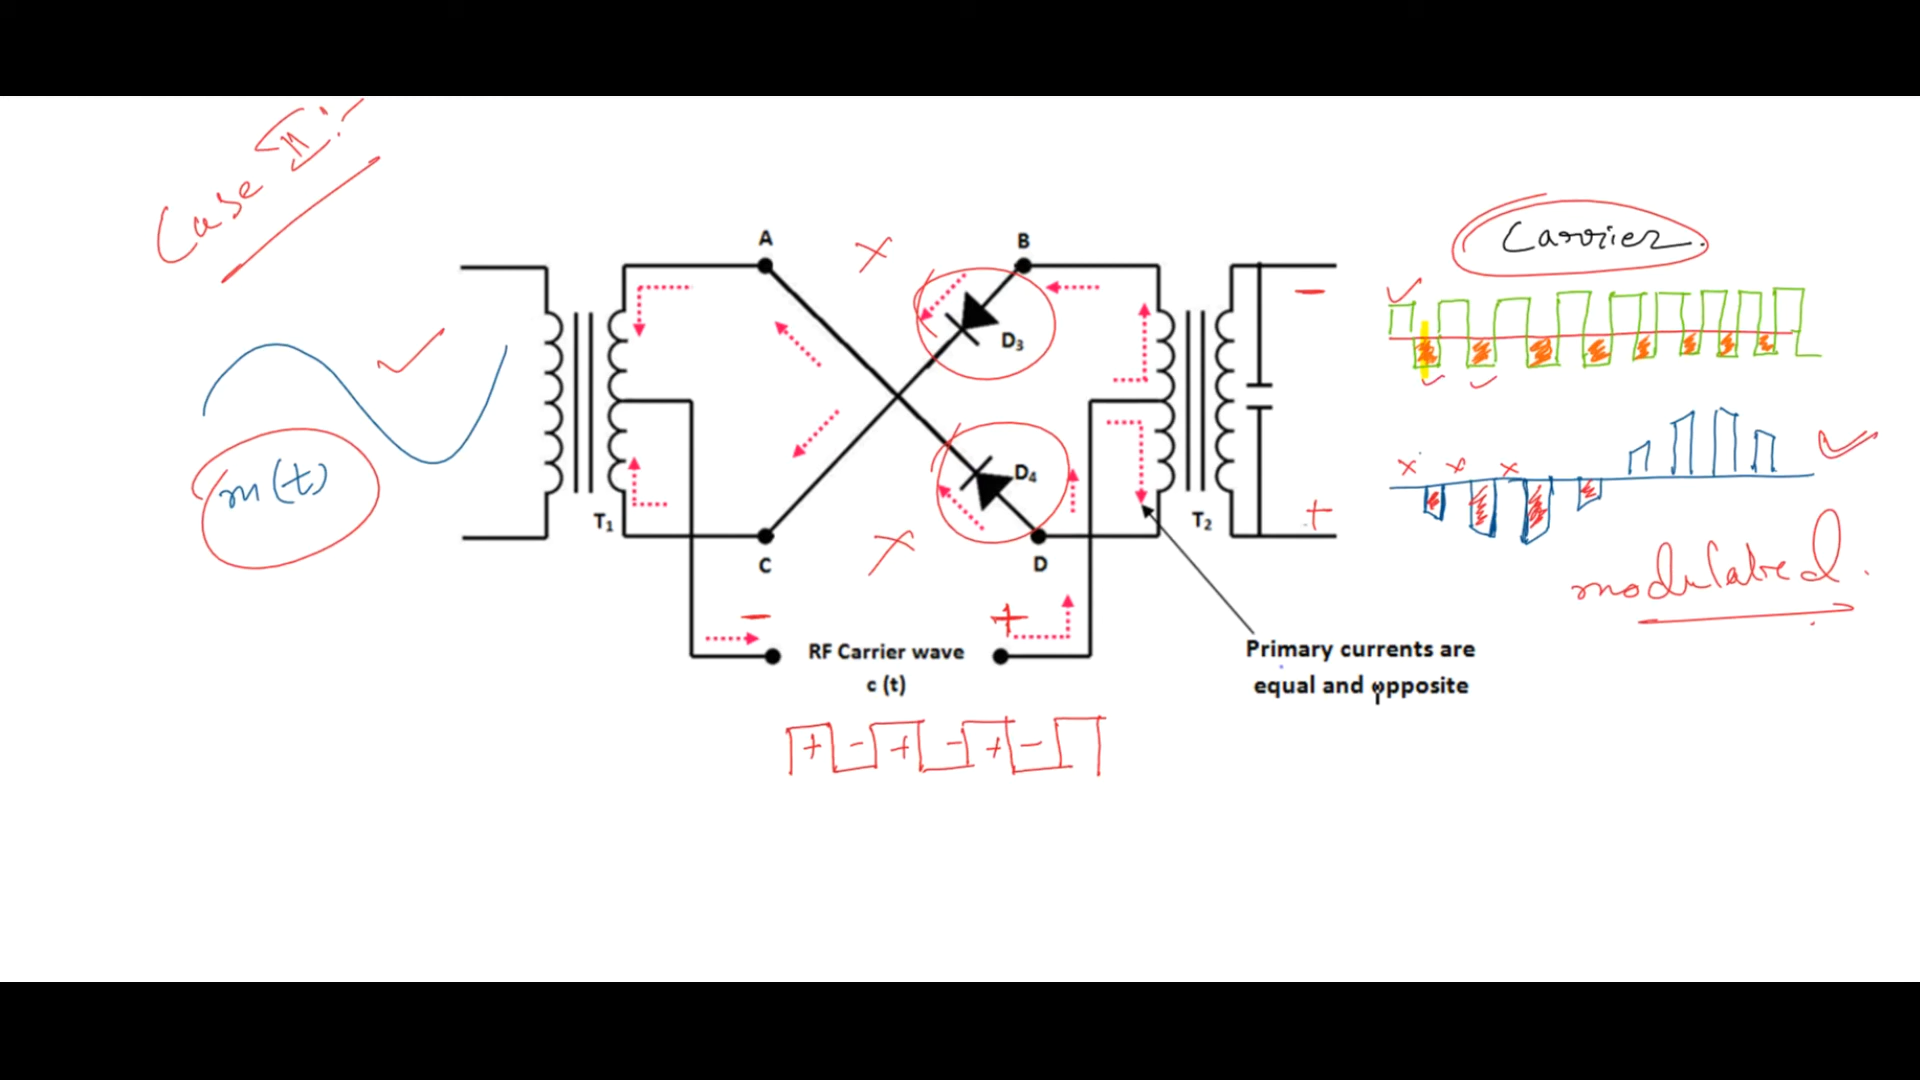 Case II :-
A
B
Carrier.
D3
m(t)
D4
T1
T2
C
D
modulated.
RF Carrier wave
c (t)
Primary currents are
equal and opposite
+ - + - + -